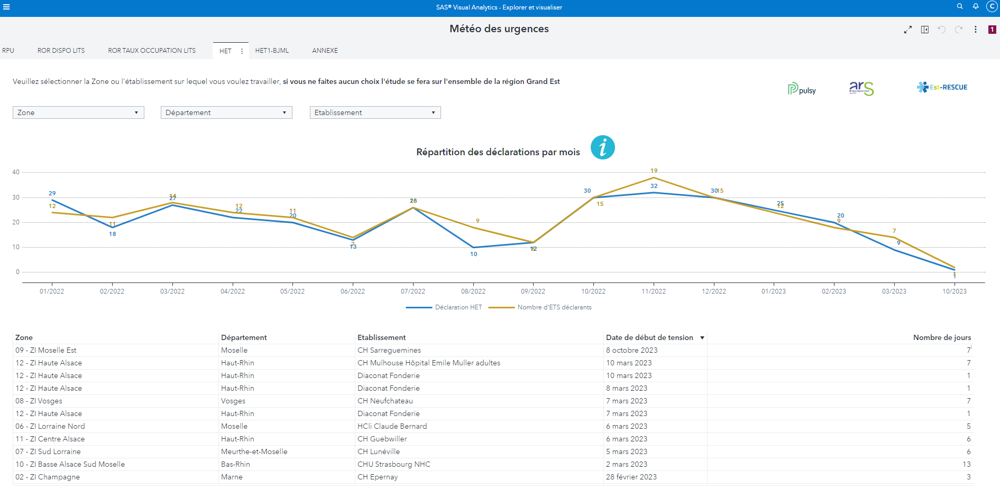 SAS® Visual Analytics - Explorer et visualiser
C
Météo des urgences
1
RPU
ROR DISPO LITS
ROR TAUX OCCUPATION LITS
HET
HET1-BJML
ANNEXE
Veuillez sélectionner la Zone ou l'établissement sur lequel vous voulez travailler, si vous ne faites aucun choix l'étude se fera sur l'ensemble de la région Grand Est
pulsy
ars
Est-RESCUE
Zone
Département
Etablissement
Répartition des déclarations par mois
i
40
30
20
10
0
29
12
18
11
27
14
22
12
20
11
13
7
26
10
9
12
6
30
15
32
19
30
15
25
12
20
9
9
7
1
1
01/2022
02/2022
03/2022
04/2022
05/2022
06/2022
07/2022
08/2022
09/2022
10/2022
11/2022
12/2022
01/2023
02/2023
03/2023
10/2023
Déclaration HET
Nombre d'ETS déclarants
Zone Département Etablissement Date de début de tension Nombre de jours
09 - ZI Moselle Est Moselle CH Sarreguemines 8 octobre 2023 7
12 - ZI Haute Alsace Haut-Rhin CH Mulhouse Hôpital Emile Muller adultes 10 mars 2023 7
12 - ZI Haute Alsace Haut-Rhin Diaconat Fonderie 10 mars 2023 1
12 - ZI Haute Alsace Haut-Rhin Diaconat Fonderie 8 mars 2023 1
08 - ZI Vosges Vosges CH Neufchateau 7 mars 2023 7
12 - ZI Haute Alsace Haut-Rhin Diaconat Fonderie 7 mars 2023 1
06 - ZI Lorraine Nord Moselle HCli Claude Bernard 6 mars 2023 5
11 - ZI Centre Alsace Haut-Rhin CH Guebwiller 6 mars 2023 6
07 - ZI Sud Lorraine Meurthe-et-Moselle CH Lunéville 5 mars 2023 6
10 - ZI Basse Alsace Sud Moselle Bas-Rhin CHU Strasbourg NHC 2 mars 2023 13
02 - ZI Champagne Marne CH Epernay 28 février 2023 3